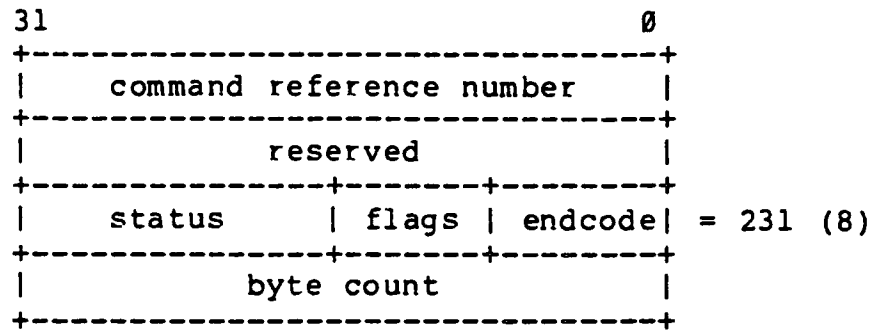 31 0
command reference number
reserved
status | flags | endcode| = 231 (8)
byte count